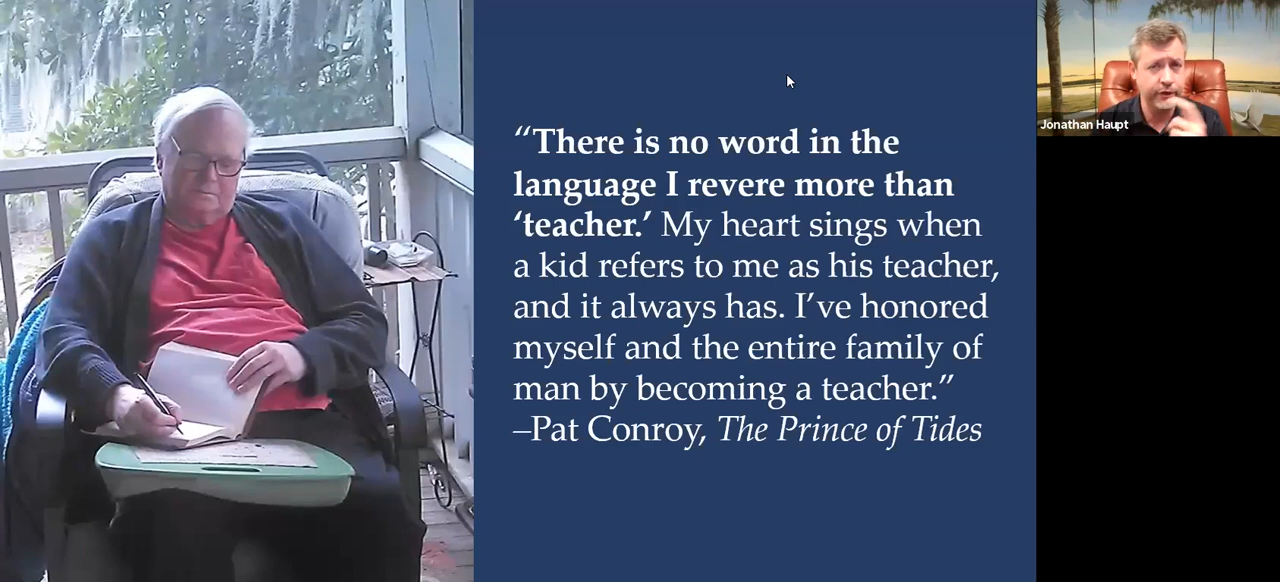 “There is no word in the
language I revere more than
‘teacher.’ My heart sings when
a kid refers to me as his teacher,
and it always has. I’ve honored
myself and the entire family of
man by becoming a teacher.”
–Pat Conroy, The Prince of Tides
Jonathan Haupt